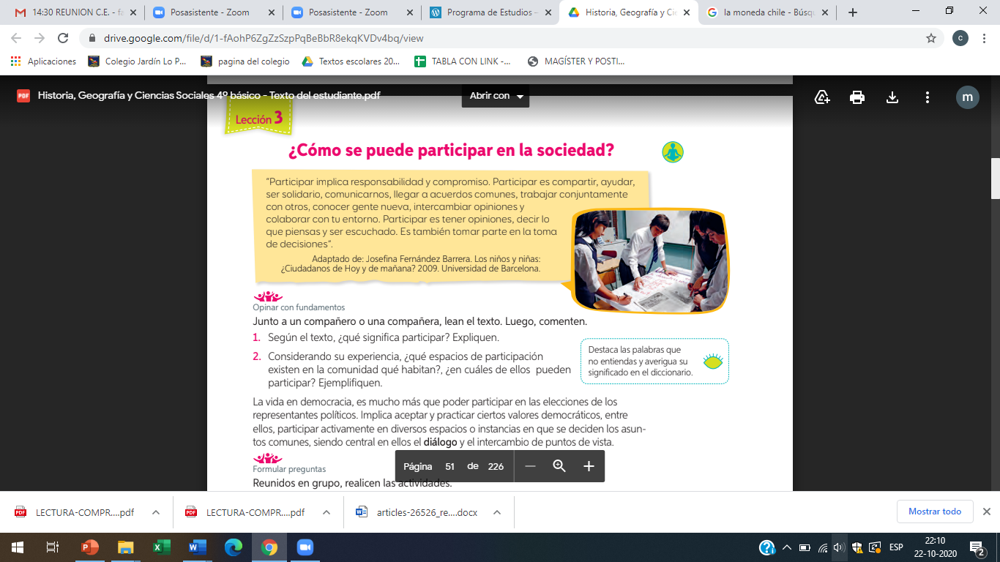 14:30 REUNION C.E. - fa
Posasistente - Zoom
Posasistente - Zoom
Programa de Estudios –
Historia, Geografía y Cie
la moneda chile - Búsqu
drive.google.com/file/d/1-fAohP6ZgZzSzpPqBeBbR8ekqKVDv4bq/view
c
Aplicaciones
Colegio Jardín Lo P...
pagina del colegio
Textos escolares 20...
TABLA CON LINK -...
MAGÍSTER Y POSTI...
PDF
Historia, Geografía y Ciencias Sociales 4º básico - Texto del estudiante.pdf
Abrir con
m
Lección 3
¿Cómo se puede participar en la sociedad?
“Participar implica responsabilidad y compromiso. Participar es compartir, ayudar,
ser solidario, comunicarnos, llegar a acuerdos comunes, trabajar conjuntamente
con otros, conocer gente nueva, intercambiar opiniones y
colaborar con tu entorno. Participar es tener opiniones, decir lo
que piensas y ser escuchado. Es también tomar parte en la toma
de decisiones“.
Adaptado de: Josefina Fernández Barrera. Los niños y niñas:
¿Ciudadanos de Hoy y de mañana? 2009. Universidad de Barcelona.
Opinar con fundamentos
Junto a un compañero o una compañera, lean el texto. Luego, comenten.
1. Según el texto, ¿qué significa participar? Expliquen.
2. Considerando su experiencia, ¿qué espacios de participación
existen en la comunidad qué habitan?, ¿en cuáles de ellos pueden
participar? Ejemplifiquen.
Destaca las palabras que
no entiendas y averigua su
significado en el diccionario.
La vida en democracia, es mucho más que poder participar en las elecciones de los
representantes políticos. Implica aceptar y practicar ciertos valores democráticos, entre
ellos, participar activamente en diversos espacios o instancias en que se deciden los asun-
tos comunes, siendo central en ellos el diálogo y el intercambio de puntos de vista.
Formular preguntas
Reunidos en grupo, realicen las actividades.
Página 51 de 226
LECTURA-COMPR....pdf
LECTURA-COMPR....pdf
articles-26526_re....docx
Mostrar todo
ESP
22:10
22-10-2020
2